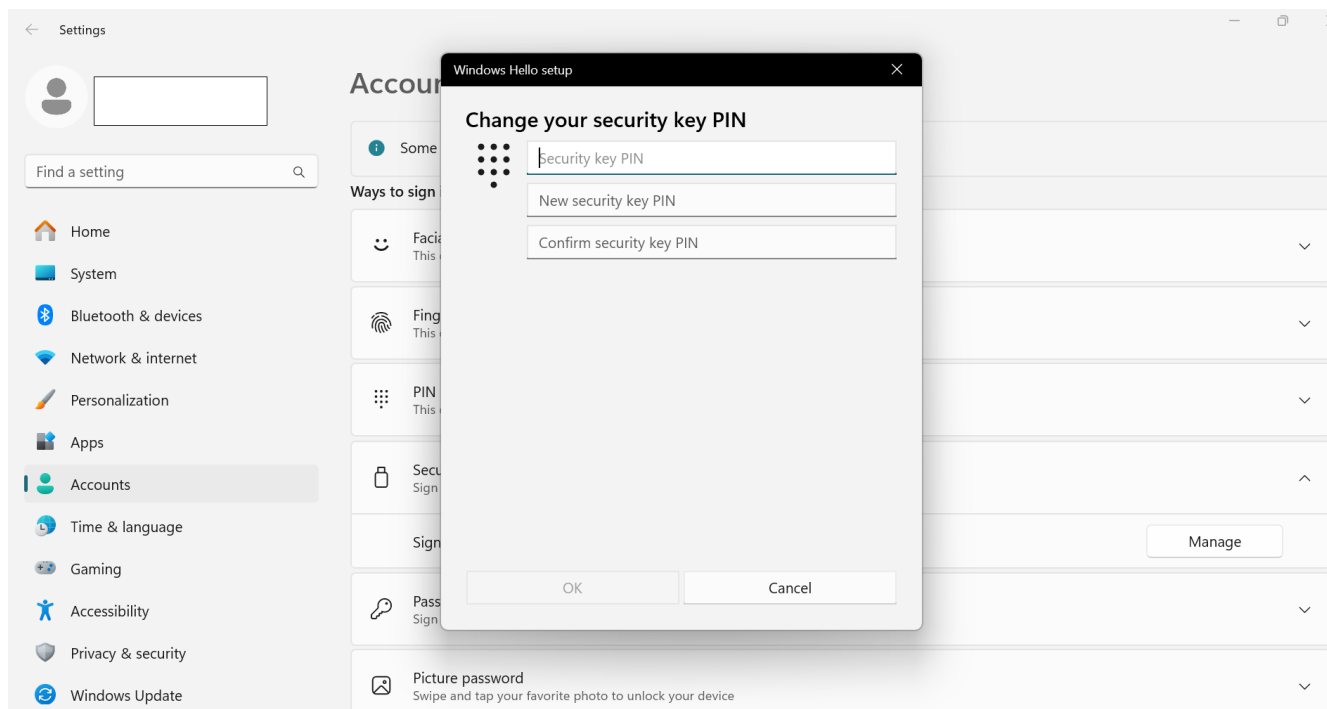 Settings
Find a setting
Home
System
Bluetooth & devices
Network & internet
Personalization
Apps
Accounts
Time & language
Gaming
Accessibility
Privacy & security
Windows Update
Accour
Some
Ways to sign i
Facia
This
Fing
This
PIN
This
Secu
Sign
Sign
Manage
Pass
Sign
Picture password
Swipe and tap your favorite photo to unlock your device
Windows Hello setup
Change your security key PIN
Security key PIN
New security key PIN
Confirm security key PIN
OK
Cancel